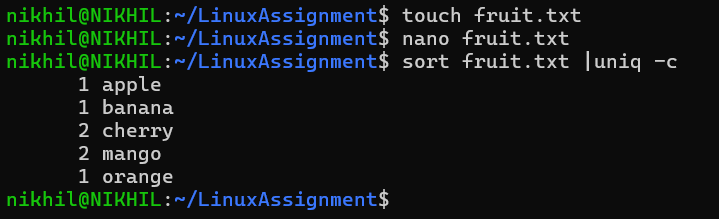 nikhil@NIKHIL:~/LinuxAssignment$ touch fruit.txt
nikhil@NIKHIL:~/LinuxAssignment$ nano fruit.txt
nikhil@NIKHIL:~/LinuxAssignment$ sort fruit.txt |uniq -c
      1 apple
      1 banana
      2 cherry
      2 mango
      1 orange
nikhil@NIKHIL:~/LinuxAssignment$